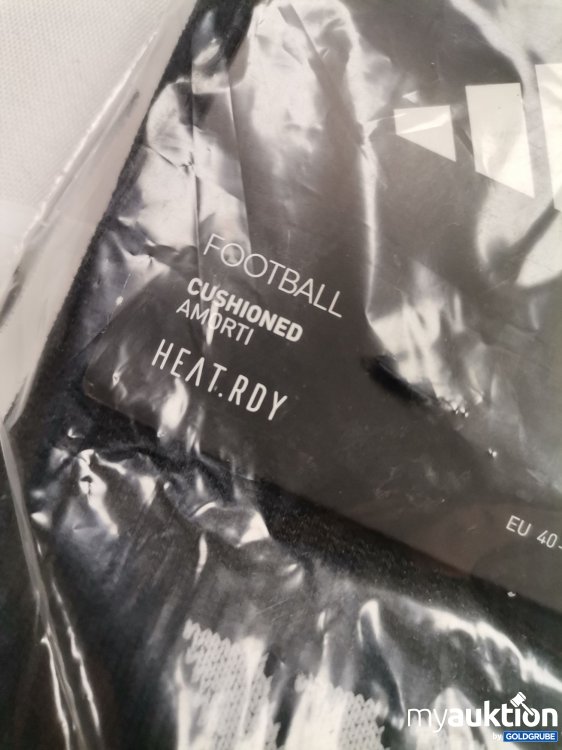 FOOTBALL
CUSHIONED
AMORTI
HEAT.RDY
EU 40-
myauktion
by GOLDGRUBE